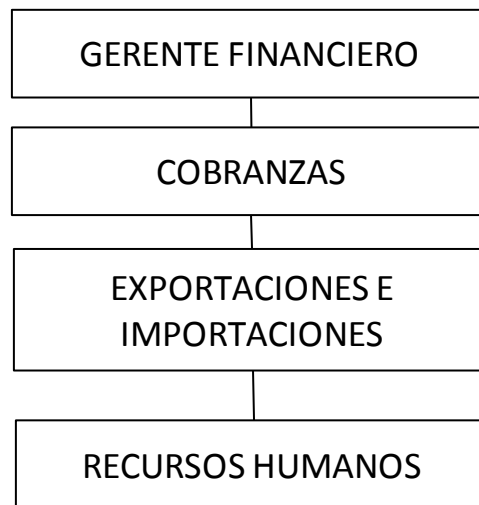 GERENTE FINANCIERO
COBRANZAS
EXPORTACIONES E
IMPORTACIONES
RECURSOS HUMANOS